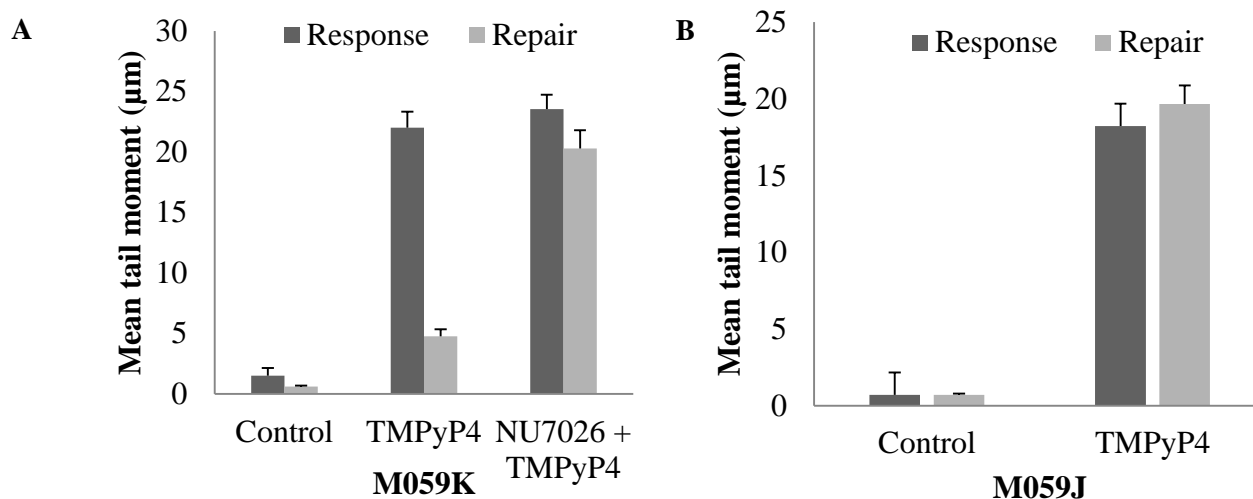 A
Mean tail moment (µm)
30
25
20
15
10
5
0
Response Repair
Control TMPyP4 NU7026 +
TMPyP4
M059K
B
Mean tail moment (µm)
25
20
15
10
5
0
Response Repair
Control TMPyP4
M059J